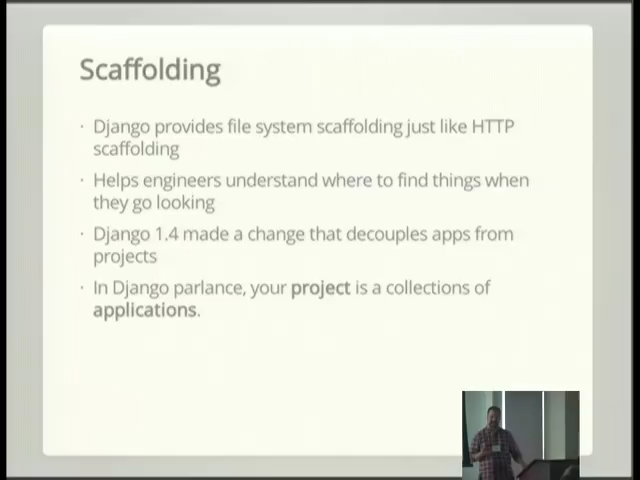 Scaffolding
· Django provides file system scaffolding just like HTTP
scaffolding
· Helps engineers understand where to find things when
they go looking
· Django 1.4 made a change that decouples apps from
projects
· In Django parlance, your project is a collections of
applications.